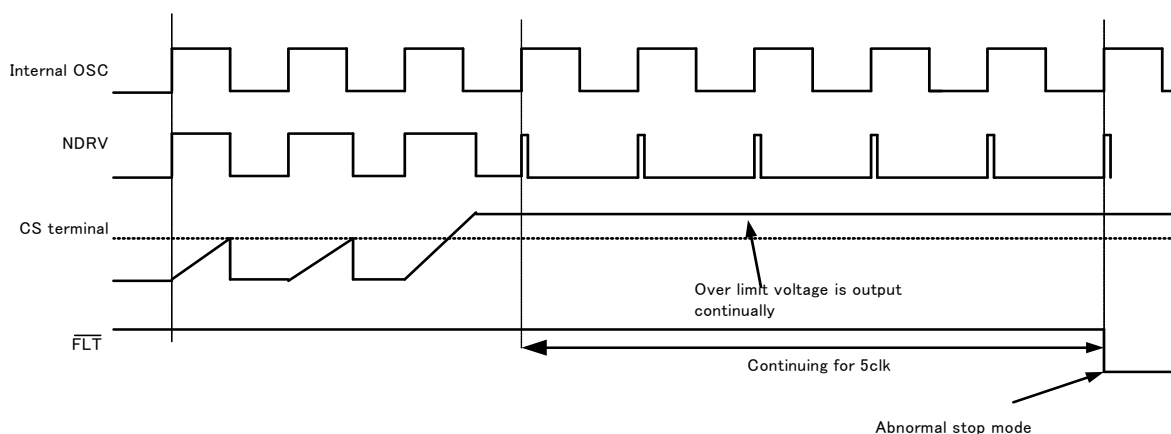 Internal OSC
NDRV
CS terminal
Over limit voltage is output
continually
FLT
Continuing for 5clk
Abnormal stop mode